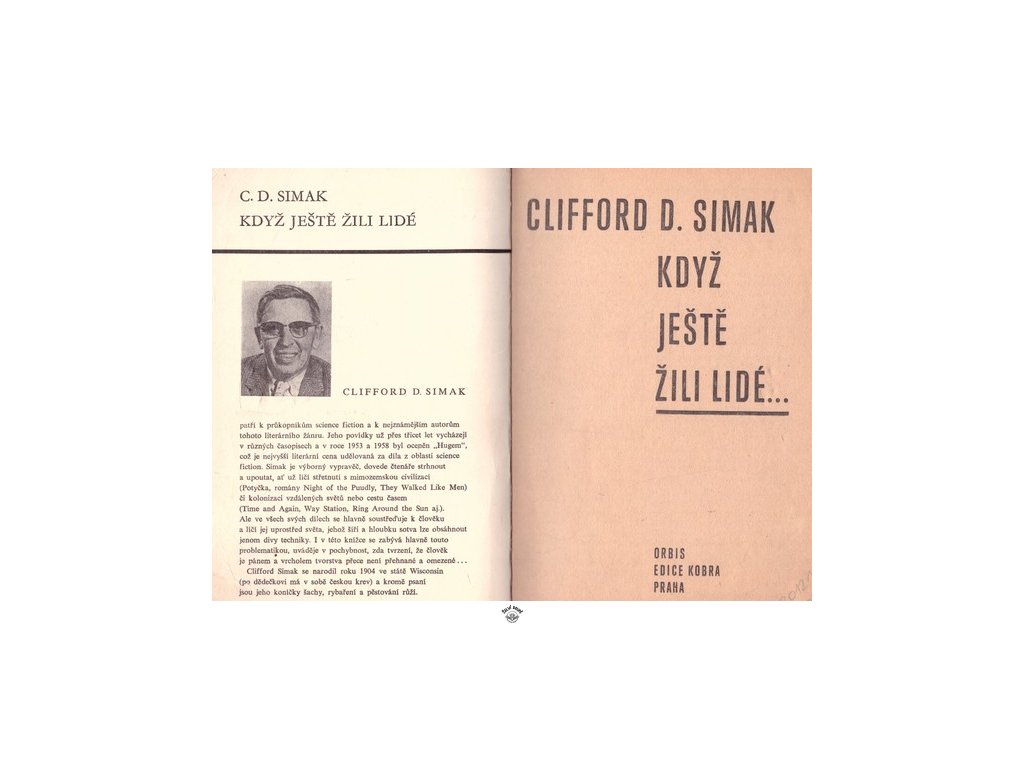 C. D. SIMAK
KDYŽ JEŠTĚ ŽILI LIDÉ
CLIFFORD D. SIMAK
patří k průkopníkům science fiction a k nejznámějším autorům
tohoto literárního žánru. Jeho povídky už přes třicet let vycházejí
v různých časopisech a v roce 1953 a 1958 byl oceněn „Hugem",
což je nejvyšší literární cena udělovaná za díla z oblasti science
fiction. Simak je výborný vypravěč, dovede čtenáře strhnout
a upoutat, ať už líčí střetnutí s mimozemskou civilizací
(Potyčka, romány Night of the Puudly, They Walked Like Men)
či kolonizaci vzdálených světů nebo cestu časem
(Time and Again, Way Station, Ring Around the Sun aj.).
Ale ve všech svých dílech se hlavně soustřeďuje k člověku
a líčí jej uprostřed světa, jehož šíři a hloubku sotva lze obsáhnout
jenom divy techniky. I v této knížce se zabývá hlavně touto
problematikou, uváděje v pochybnost, zda tvrzení, že člověk
je pánem a vrcholem tvorstva přece není přehnané a omezené...
Clifford Simak se narodil roku 1904 ve státě Wisconsin
(po dědečkovi má v sobě českou krev) a kromě psaní
jsou jeho koníčky šachy, rybaření a pěstování růží.
CLIFFORD D. SIMAK
KDYŽ
JEŠTĚ
ŽILI LIDÉ...
ORBIS
EDICE KOBRA
PRAHA